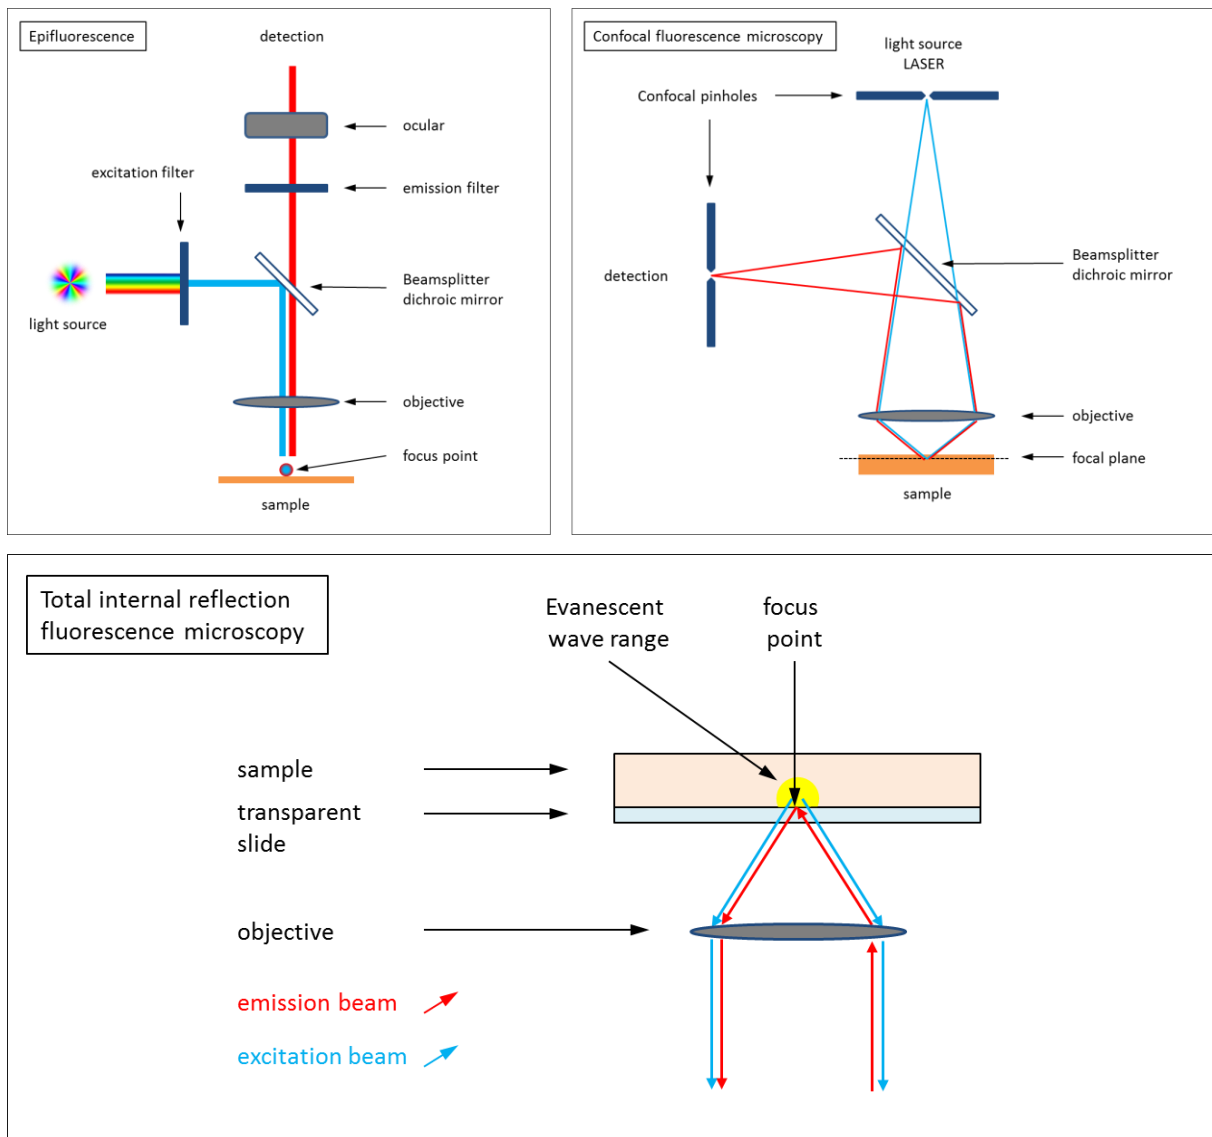 Epifluorescence
detection
ocular
excitation filter
emission filter
Beamsplitter
dichroic mirror
light source
objective
focus point
sample
Confocal fluorescence microscopy
light source
LASER
Confocal pinholes
Beamsplitter
dichroic mirror
detection
objective
focal plane
sample
Total internal reflection
fluorescence microscopy
Evanescent
wave range
focus
point
sample
transparent
slide
objective
emission beam
excitation beam